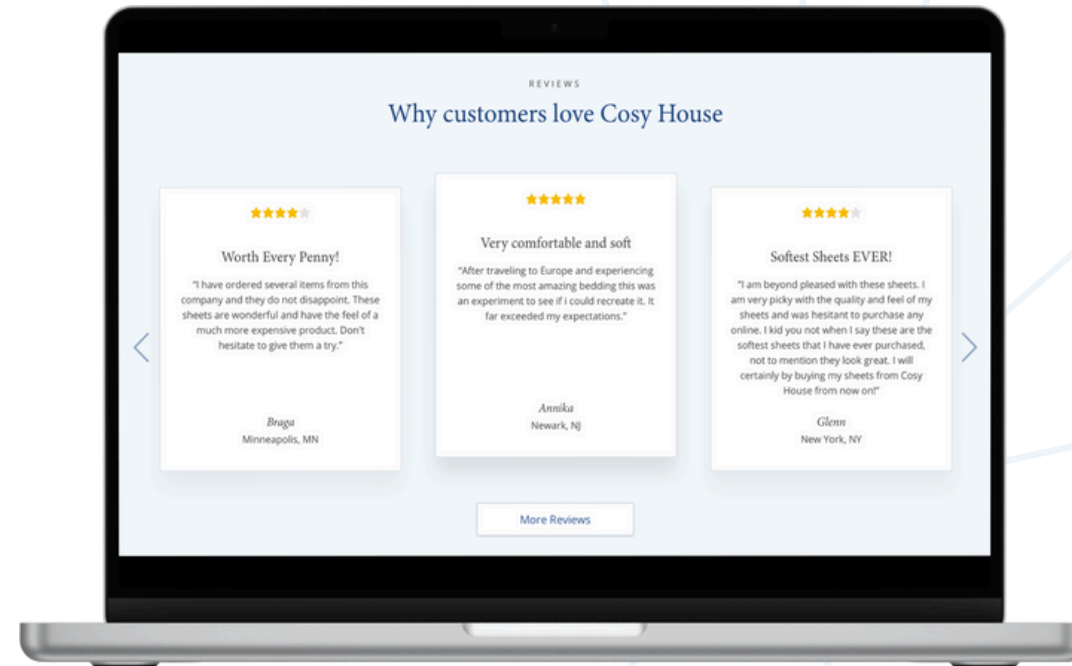 REVIEWS
Why customers love Cosy House
Worth Every Penny!
"I have ordered several items from this
company and they do not disappoint. These
sheets are wonderful and have the feel of a
much more expensive product. Don't
hesitate to give them a try."
Braga
Minneapolis, MN
Very comfortable and soft
"After traveling to Europe and experiencing
some of the most amazing bedding this was
an experiment to see if i could recreate it. It
far exceeded my expectations."
Annika
Newark, NJ
Softest Sheets EVER!
"I am beyond pleased with these sheets. I
am very picky with the quality and feel of my
sheets and was hesitant to purchase any
online. I kid you not when I say these are the
softest sheets that I have ever purchased,
not to mention they look great. I will
certainly by buying my sheets from Cosy
House from now on!"
Glenn
New York, NY
More Reviews